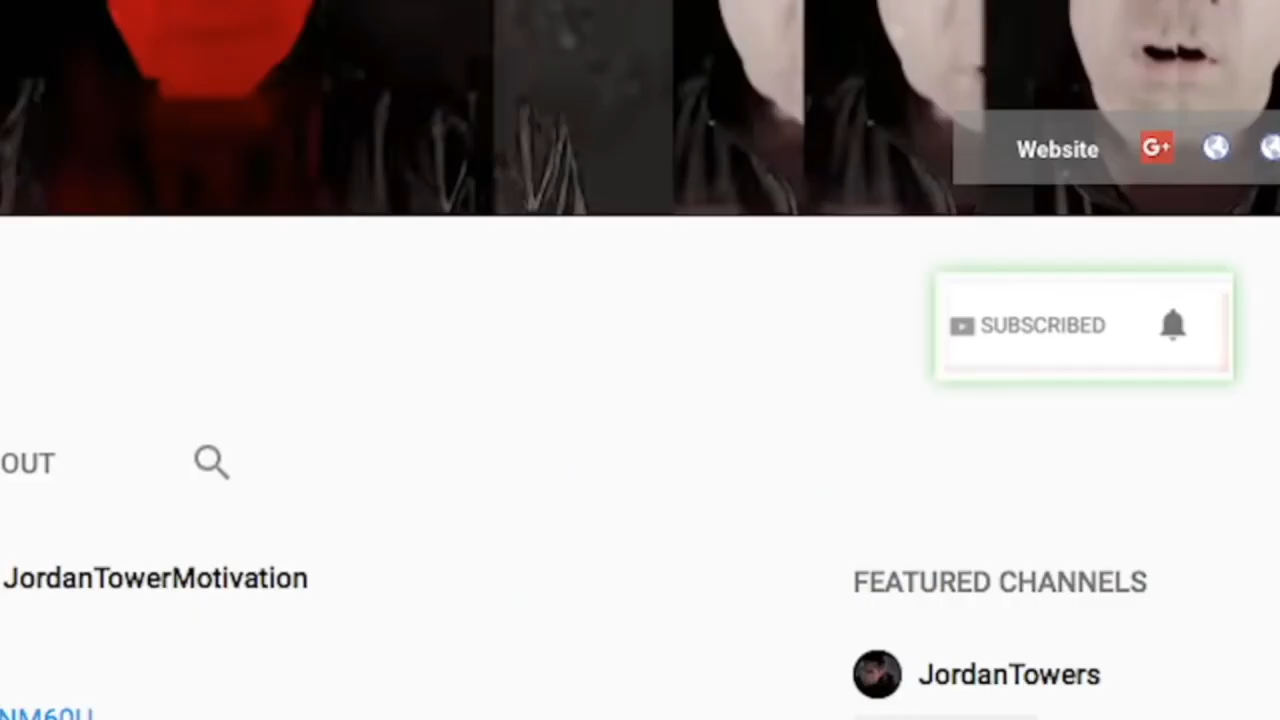 Website G+
SUBSCRIBED
OUT
JordanTowerMotivation
FEATURED CHANNELS
JordanTowers